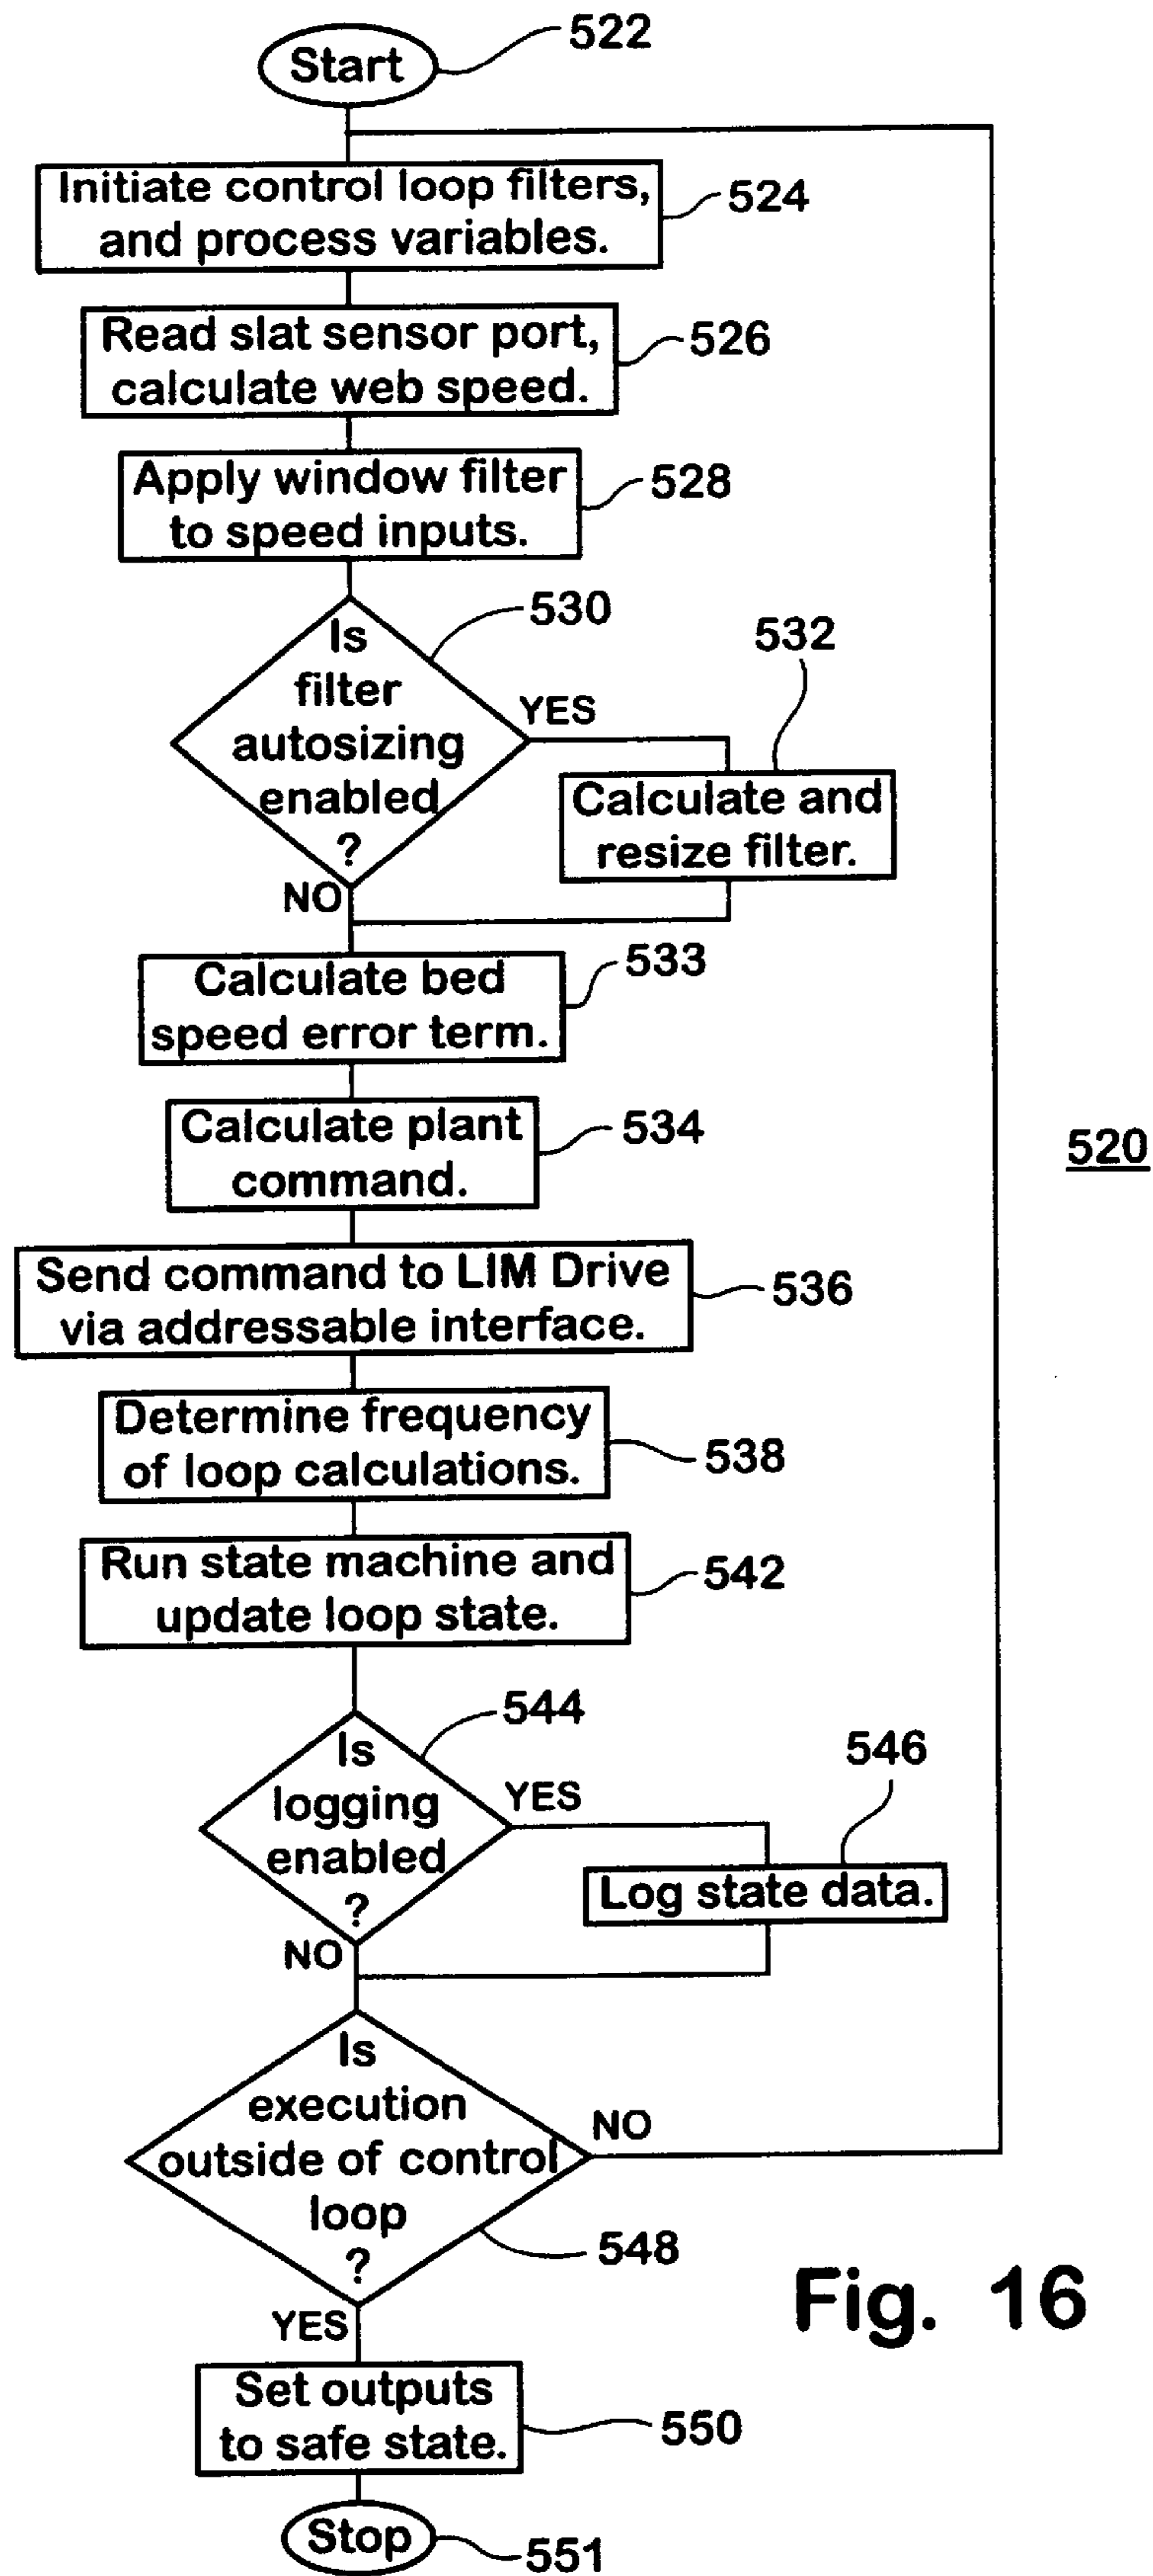 Start
522
Initiate control loop filters,
and process variables.
524
Read slat sensor port,
calculate web speed.
526
Apply window filter
to speed inputs.
528
Is
filter
autosizing
enabled
?
530
YES
532
Calculate and
resize filter.
NO
Calculate bed
speed error term.
533
Calculate plant
command.
534
520
Send command to LIM Drive
via addressable interface.
536
Determine frequency
of loop calculations.
538
Run state machine and
update loop state.
542
Is
logging
enabled
?
544
YES
546
Log state data.
NO
Is
execution
outside of control
loop
?
NO
548
YES
Fig. 16
Set outputs
to safe state.
550
Stop
551